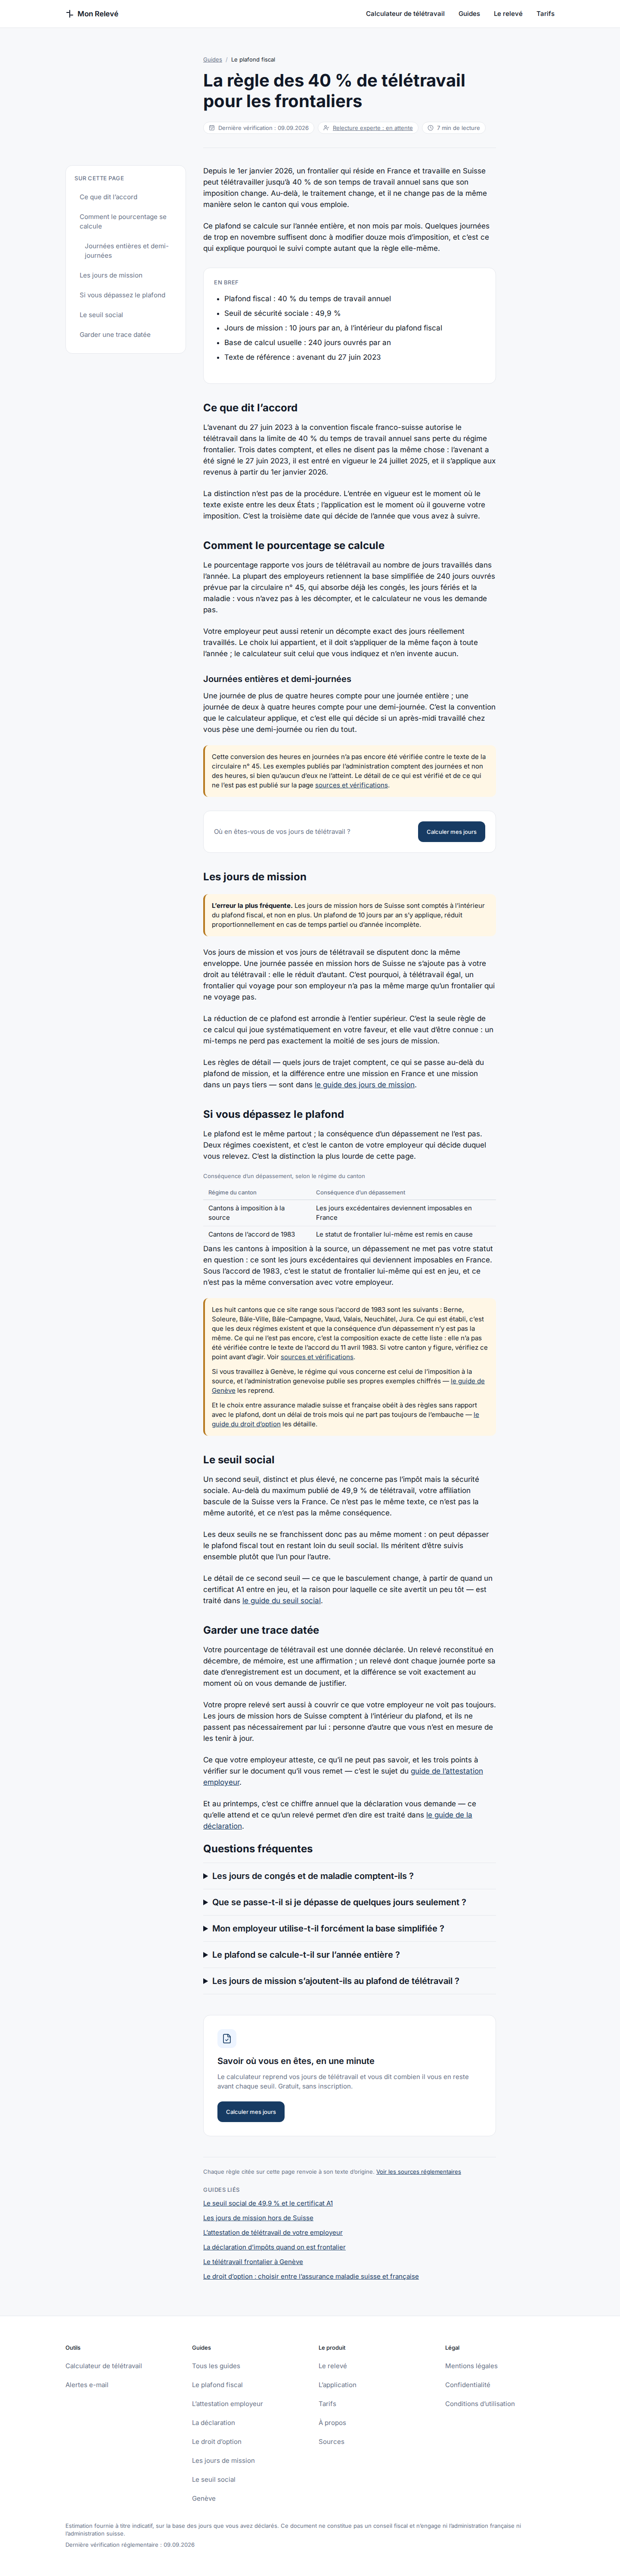 Mon Relevé
Calculateur de télétravail
Guides
Le relevé
Tarifs
Guides / Le plafond fiscal
La règle des 40 % de télétravail
pour les frontaliers
Dernière vérification : 09.09.2026
Relecture experte : en attente
7 min de lecture
SUR CETTE PAGE
Ce que dit l’accord
Comment le pourcentage se
calcule
Journées entières et demi-
journées
Les jours de mission
Si vous dépassez le plafond
Le seuil social
Garder une trace datée
Depuis le 1er janvier 2026, un frontalier qui réside en France et travaille en Suisse
peut télétravailler jusqu’à 40 % de son temps de travail annuel sans que son
imposition change. Au-delà, le traitement change, et il ne change pas de la même
manière selon le canton qui vous emploie.
Ce plafond se calcule sur l’année entière, et non mois par mois. Quelques journées
de trop en novembre suffisent donc à modifier douze mois d’imposition, et c’est ce
qui explique pourquoi le suivi compte autant que la règle elle-même.
EN BREF
• Plafond fiscal : 40 % du temps de travail annuel
• Seuil de sécurité sociale : 49,9 %
• Jours de mission : 10 jours par an, à l’intérieur du plafond fiscal
• Base de calcul usuelle : 240 jours ouvrés par an
• Texte de référence : avenant du 27 juin 2023
Ce que dit l’accord
L’avenant du 27 juin 2023 à la convention fiscale franco-suisse autorise le
télétravail dans la limite de 40 % du temps de travail annuel sans perte du régime
frontalier. Trois dates comptent, et elles ne disent pas la même chose : l’avenant a
été signé le 27 juin 2023, il est entré en vigueur le 24 juillet 2025, et il s’applique aux
revenus à partir du 1er janvier 2026.
La distinction n’est pas de la procédure. L’entrée en vigueur est le moment où le
texte existe entre les deux États ; l’application est le moment où il gouverne votre
imposition. C’est la troisième date qui décide de l’année que vous avez à suivre.
Comment le pourcentage se calcule
Le pourcentage rapporte vos jours de télétravail au nombre de jours travaillés dans
l’année. La plupart des employeurs retiennent la base simplifiée de 240 jours ouvrés
prévue par la circulaire n° 45, qui absorbe déjà les congés, les jours fériés et la
maladie : vous n’avez pas à les décompter, et le calculateur ne vous les demande
pas.
Votre employeur peut aussi retenir un décompte exact des jours réellement
travaillés. Le choix lui appartient, et il doit s’appliquer de la même façon à toute
l’année ; le calculateur suit celui que vous indiquez et n’en invente aucun.
Journées entières et demi-journées
Une journée de plus de quatre heures compte pour une journée entière ; une
journée de deux à quatre heures compte pour une demi-journée. C’est la convention
que le calculateur applique, et c’est elle qui décide si un après-midi travaillé chez
vous pèse une demi-journée ou rien du tout.
Cette conversion des heures en journées n’a pas encore été vérifiée contre le texte de la
circulaire n° 45. Les exemples publiés par l’administration comptent des journées et non
des heures, si bien qu’aucun d’eux ne l’atteint. Le détail de ce qui est vérifié et de ce qui
ne l’est pas est publié sur la page sources et vérifications.
Où en êtes-vous de vos jours de télétravail ?
Calculer mes jours
Les jours de mission
L’erreur la plus fréquente. Les jours de mission hors de Suisse sont comptés à l’intérieur
du plafond fiscal, et non en plus. Un plafond de 10 jours par an s’y applique, réduit
proportionnellement en cas de temps partiel ou d’année incomplète.
Vos jours de mission et vos jours de télétravail se disputent donc la même
enveloppe. Une journée passée en mission hors de Suisse ne s’ajoute pas à votre
droit au télétravail : elle le réduit d’autant. C’est pourquoi, à télétravail égal, un
frontalier qui voyage pour son employeur n’a pas la même marge qu’un frontalier qui
ne voyage pas.
La réduction de ce plafond est arrondie à l’entier supérieur. C’est la seule règle de
ce calcul qui joue systématiquement en votre faveur, et elle vaut d’être connue : un
mi-temps ne perd pas exactement la moitié de ses jours de mission.
Les règles de détail — quels jours de trajet comptent, ce qui se passe au-delà du
plafond de mission, et la différence entre une mission en France et une mission
dans un pays tiers — sont dans le guide des jours de mission.
Si vous dépassez le plafond
Le plafond est le même partout ; la conséquence d’un dépassement ne l’est pas.
Deux régimes coexistent, et c’est le canton de votre employeur qui décide duquel
vous relevez. C’est la distinction la plus lourde de cette page.
Conséquence d’un dépassement, selon le régime du canton
Régime du canton
Conséquence d’un dépassement
Cantons à imposition à la
source
Les jours excédentaires deviennent imposables en
France
Cantons de l’accord de 1983
Le statut de frontalier lui-même est remis en cause
Dans les cantons à imposition à la source, un dépassement ne met pas votre statut
en question : ce sont les jours excédentaires qui deviennent imposables en France.
Sous l’accord de 1983, c’est le statut de frontalier lui-même qui est en jeu, et ce
n’est pas la même conversation avec votre employeur.
Les huit cantons que ce site range sous l’accord de 1983 sont les suivants : Berne,
Soleure, Bâle-Ville, Bâle-Campagne, Vaud, Valais, Neuchâtel, Jura. Ce qui est établi, c’est
que les deux régimes existent et que la conséquence d’un dépassement n’y est pas la
même. Ce qui ne l’est pas encore, c’est la composition exacte de cette liste : elle n’a pas
été vérifiée contre le texte de l’accord du 11 avril 1983. Si votre canton y figure, vérifiez ce
point avant d’agir. Voir sources et vérifications.
Si vous travaillez à Genève, le régime qui vous concerne est celui de l’imposition à la
source, et l’administration genevoise publie ses propres exemples chiffrés — le guide de
Genève les reprend.
Et le choix entre assurance maladie suisse et française obéit à des règles sans rapport
avec le plafond, dont un délai de trois mois qui ne part pas toujours de l’embauche — le
guide du droit d’option les détaille.
Le seuil social
Un second seuil, distinct et plus élevé, ne concerne pas l’impôt mais la sécurité
sociale. Au-delà du maximum publié de 49,9 % de télétravail, votre affiliation
bascule de la Suisse vers la France. Ce n’est pas le même texte, ce n’est pas la
même autorité, et ce n’est pas la même conséquence.
Les deux seuils ne se franchissent donc pas au même moment : on peut dépasser
le plafond fiscal tout en restant loin du seuil social. Ils méritent d’être suivis
ensemble plutôt que l’un pour l’autre.
Le détail de ce second seuil — ce que le basculement change, à partir de quand un
certificat A1 entre en jeu, et la raison pour laquelle ce site avertit un peu tôt — est
traité dans le guide du seuil social.
Garder une trace datée
Votre pourcentage de télétravail est une donnée déclarée. Un relevé reconstitué en
décembre, de mémoire, est une affirmation ; un relevé dont chaque journée porte sa
date d’enregistrement est un document, et la différence se voit exactement au
moment où on vous demande de justifier.
Votre propre relevé sert aussi à couvrir ce que votre employeur ne voit pas toujours.
Les jours de mission hors de Suisse comptent à l’intérieur du plafond, et ils ne
passent pas nécessairement par lui : personne d’autre que vous n’est en mesure de
les tenir à jour.
Ce que votre employeur atteste, ce qu’il ne peut pas savoir, et les trois points à
vérifier sur le document qu’il vous remet — c’est le sujet du guide de l’attestation
employeur.
Et au printemps, c’est ce chiffre annuel que la déclaration vous demande — ce
qu’elle attend et ce qu’un relevé permet d’en dire est traité dans le guide de la
déclaration.
Questions fréquentes
Les jours de congés et de maladie comptent-ils ?
Que se passe-t-il si je dépasse de quelques jours seulement ?
Mon employeur utilise-t-il forcément la base simplifiée ?
Le plafond se calcule-t-il sur l’année entière ?
Les jours de mission s’ajoutent-ils au plafond de télétravail ?
Savoir où vous en êtes, en une minute
Le calculateur reprend vos jours de télétravail et vous dit combien il vous en reste
avant chaque seuil. Gratuit, sans inscription.
Calculer mes jours
Chaque règle citée sur cette page renvoie à son texte d’origine. Voir les sources réglementaires
GUIDES LIÉS
Le seuil social de 49,9 % et le certificat A1
Les jours de mission hors de Suisse
L’attestation de télétravail de votre employeur
La déclaration d’impôts quand on est frontalier
Le télétravail frontalier à Genève
Le droit d’option : choisir entre l’assurance maladie suisse et française
Outils
Calculateur de télétravail
Alertes e-mail
Guides
Tous les guides
Le plafond fiscal
L’attestation employeur
La déclaration
Le droit d’option
Les jours de mission
Le seuil social
Genève
Le produit
Le relevé
L’application
Tarifs
À propos
Sources
Légal
Mentions légales
Confidentialité
Conditions d’utilisation
Estimation fournie à titre indicatif, sur la base des jours que vous avez déclarés. Ce document ne constitue pas un conseil fiscal et n’engage ni l’administration française ni
l’administration suisse.
Dernière vérification réglementaire : 09.09.2026